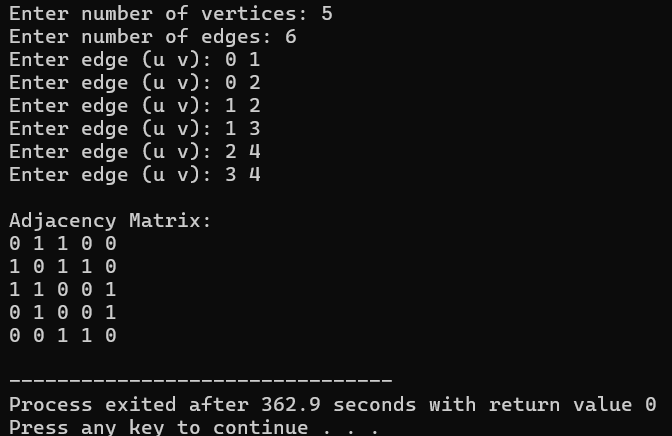 Enter number of vertices: 5
Enter number of edges: 6
Enter edge (u v): 0 1
Enter edge (u v): 0 2
Enter edge (u v): 1 2
Enter edge (u v): 1 3
Enter edge (u v): 2 4
Enter edge (u v): 3 4

Adjacency Matrix:
0 1 1 0 0
1 0 1 1 0
1 1 0 0 1
0 1 0 0 1
0 0 1 1 0

--------------------------------
Process exited after 362.9 seconds with return value 0
Press any key to continue . . .